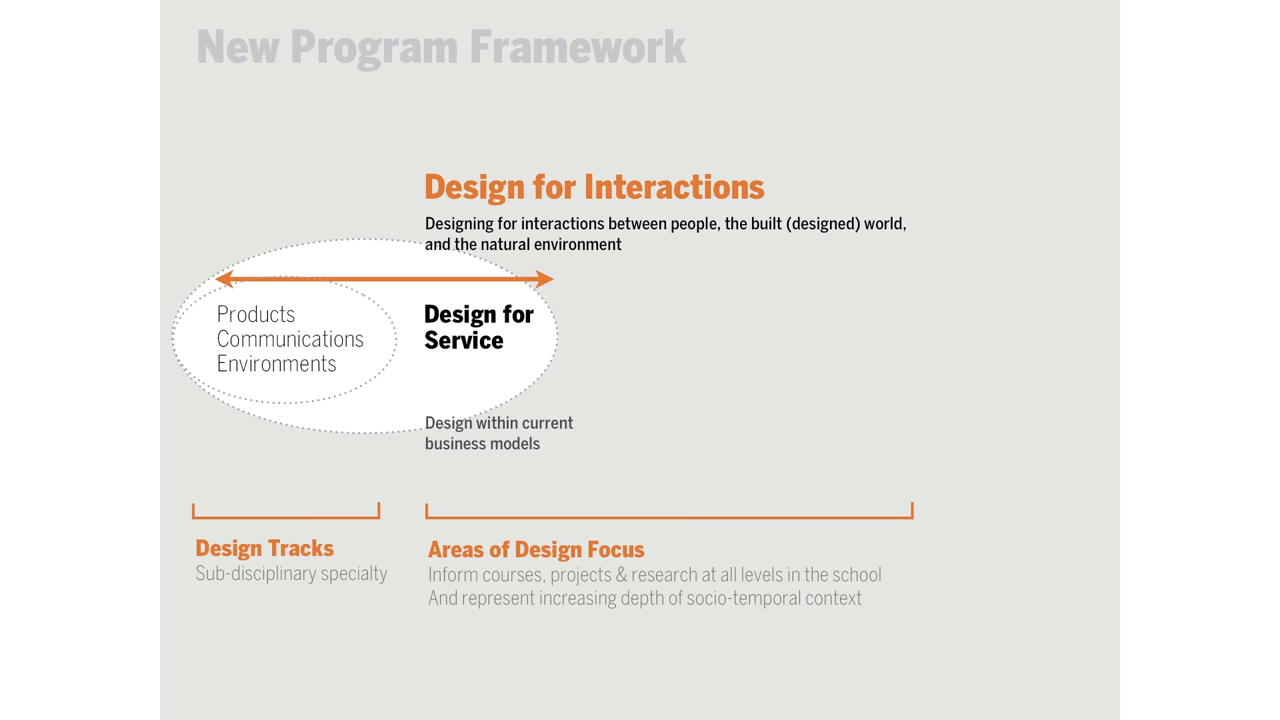 New Program Framework
Design for Interactions
Designing for interactions between people, the built (designed) world,
and the natural environment
Products
Communications
Environments
Design for
Service
Design within current
business models
Design Tracks
Sub-disciplinary specialty
Areas of Design Focus
Inform courses, projects & research at all levels in the school
And represent increasing depth of socio-temporal context